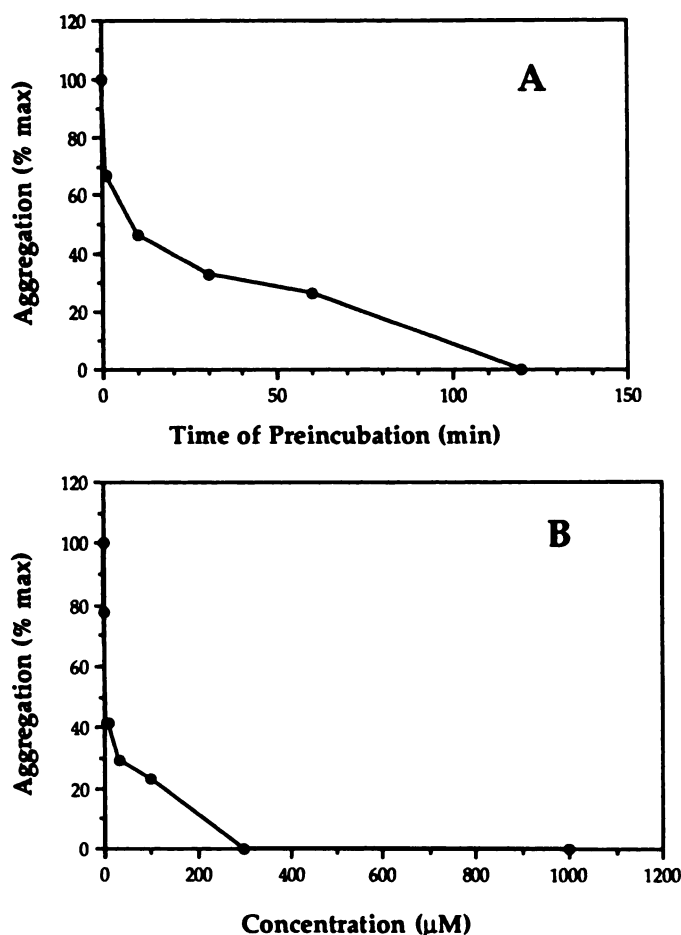 A
Aggregation (% max)
120
100
80
60
40
20
0
0 50 100 150
Time of Preincubation (min)
B
Aggregation (% max)
120
100
80
60
40
20
0
0 200 400 600 800 1000 1200
Concentration (µM)